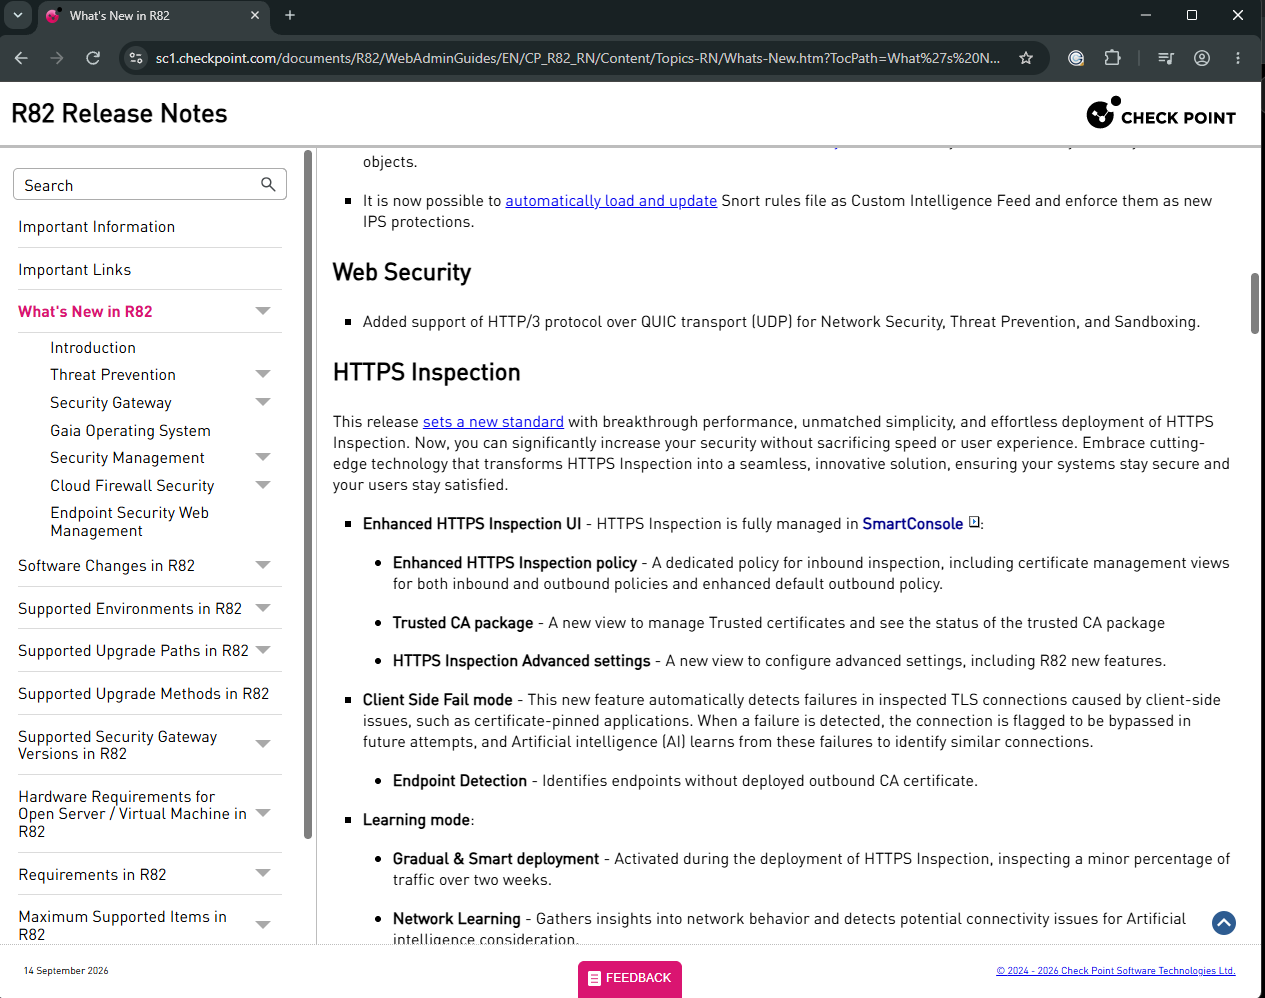 What's New in R82
sc1.checkpoint.com/documents/R82/WebAdminGuides/EN/CP_R82_RN/Content/Topics-RN/Whats-New.htm?TocPath=What%27s%20N...
R82 Release Notes
CHECK POINT
Search
Important Information
Important Links
What's New in R82
Introduction
Threat Prevention
Security Gateway
Gaia Operating System
Security Management
Cloud Firewall Security
Endpoint Security Web
Management
Software Changes in R82
Supported Environments in R82
Supported Upgrade Paths in R82
Supported Upgrade Methods in R82
Supported Security Gateway
Versions in R82
Hardware Requirements for
Open Server / Virtual Machine in
R82
Requirements in R82
Maximum Supported Items in
R82
objects.
It is now possible to automatically load and update Snort rules file as Custom Intelligence Feed and enforce them as new
IPS protections.
Web Security
Added support of HTTP/3 protocol over QUIC transport (UDP) for Network Security, Threat Prevention, and Sandboxing.
HTTPS Inspection
This release sets a new standard with breakthrough performance, unmatched simplicity, and effortless deployment of HTTPS
Inspection. Now, you can significantly increase your security without sacrificing speed or user experience. Embrace cutting-
edge technology that transforms HTTPS Inspection into a seamless, innovative solution, ensuring your systems stay secure and
your users stay satisfied.
Enhanced HTTPS Inspection UI - HTTPS Inspection is fully managed in SmartConsole :
Enhanced HTTPS Inspection policy - A dedicated policy for inbound inspection, including certificate management views
for both inbound and outbound policies and enhanced default outbound policy.
Trusted CA package - A new view to manage Trusted certificates and see the status of the trusted CA package
HTTPS Inspection Advanced settings - A new view to configure advanced settings, including R82 new features.
Client Side Fail mode - This new feature automatically detects failures in inspected TLS connections caused by client-side
issues, such as certificate-pinned applications. When a failure is detected, the connection is flagged to be bypassed in
future attempts, and Artificial intelligence (AI) learns from these failures to identify similar connections.
Endpoint Detection - Identifies endpoints without deployed outbound CA certificate.
Learning mode:
Gradual & Smart deployment - Activated during the deployment of HTTPS Inspection, inspecting a minor percentage of
traffic over two weeks.
Network Learning - Gathers insights into network behavior and detects potential connectivity issues for Artificial
intelligence consideration.
14 September 2026
FEEDBACK
© 2024 - 2026 Check Point Software Technologies Ltd.